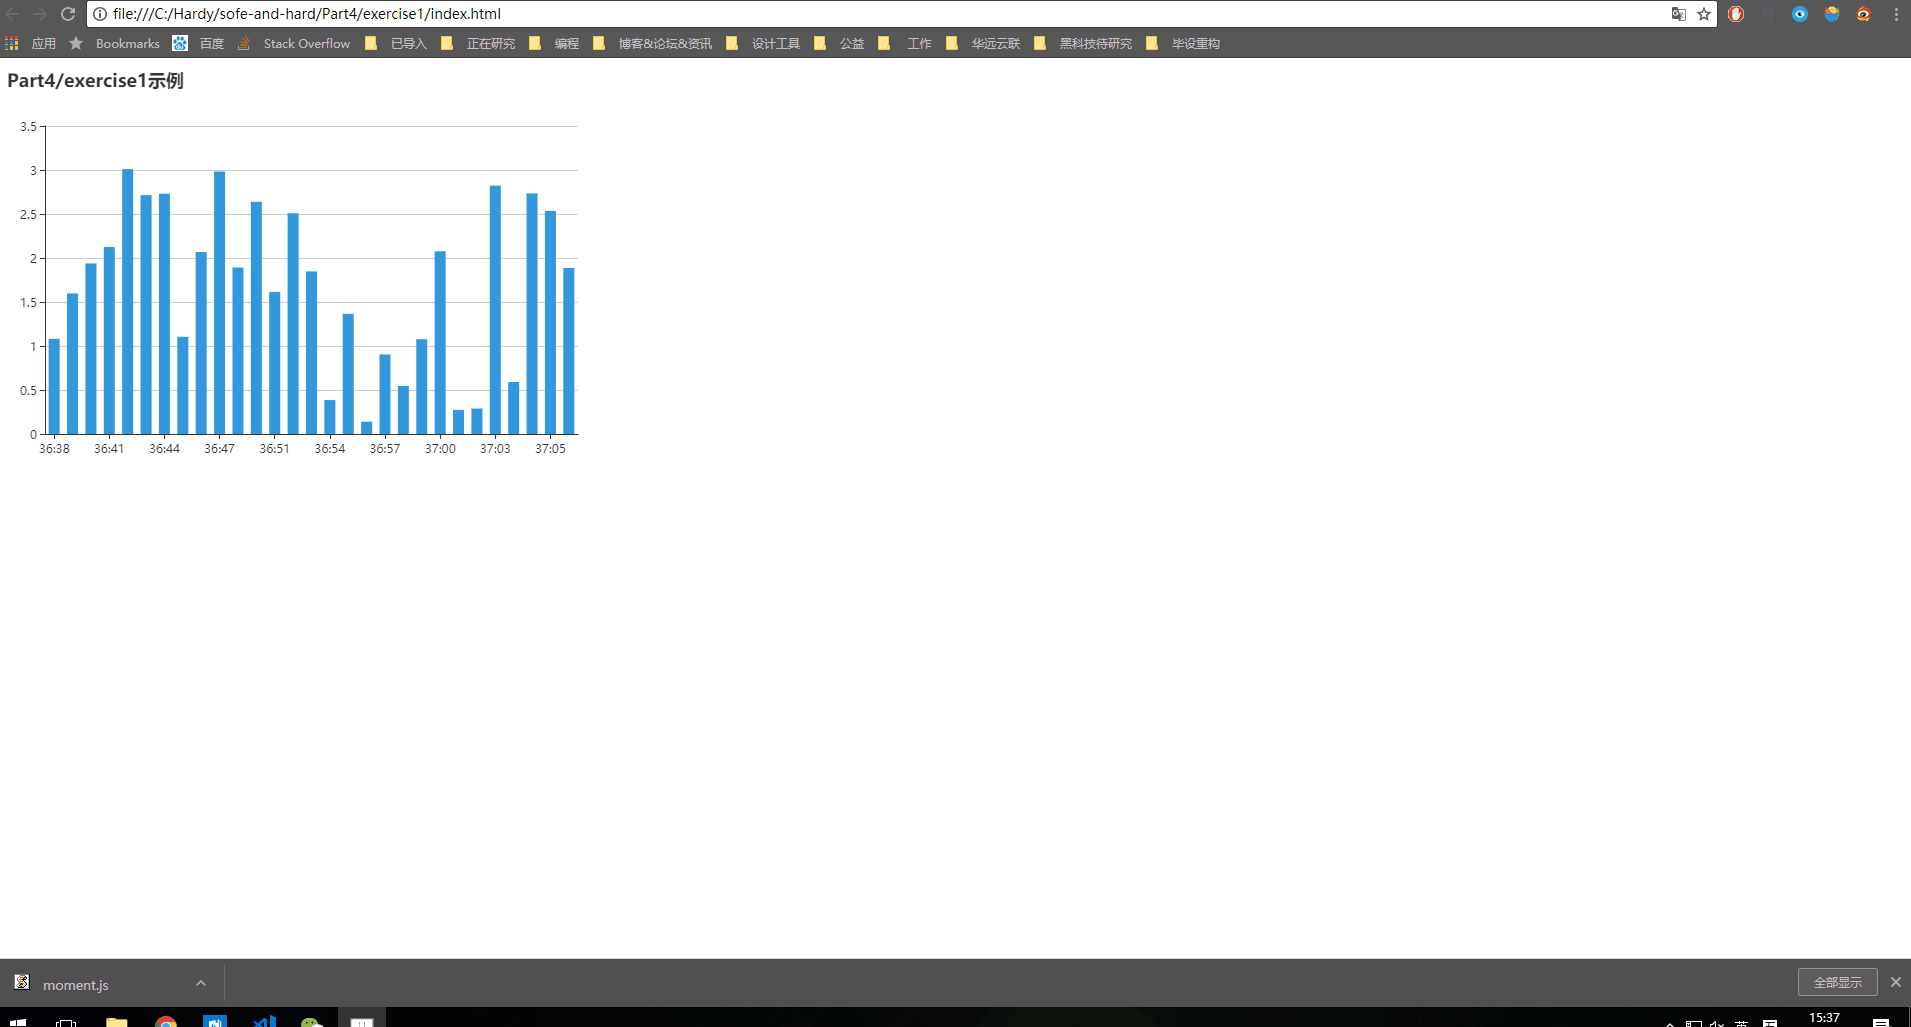 file:///C:/Hardy/sofe-and-hard/Part4/exercise1/index.html
应用 Bookmarks 百度 Stack Overflow 已导入 正在研究 编程 博客&论坛&资讯 设计工具 公益 工作 华远云联 黑科技待研究 毕设重构
Part4/exercise1示例
3.5
3
2.5
2
1.5
1
0.5
0
36:38 36:41 36:44 36:47 36:51 36:54 36:57 37:00 37:03 37:05
moment.js 全部显示
英 15:37